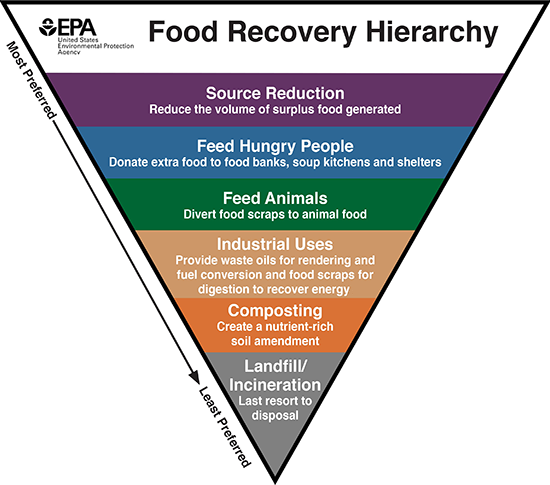 EPA
United States
Environmental Protection
Agency
Food Recovery Hierarchy
Most Preferred
Source Reduction
Reduce the volume of surplus food generated
Feed Hungry People
Donate extra food to food banks, soup kitchens and shelters
Feed Animals
Divert food scraps to animal food
Industrial Uses
Provide waste oils for rendering and
fuel conversion and food scraps for
digestion to recover energy
Composting
Create a nutrient-rich
soil amendment
Landfill/
Incineration
Last resort to
disposal
Least Preferred